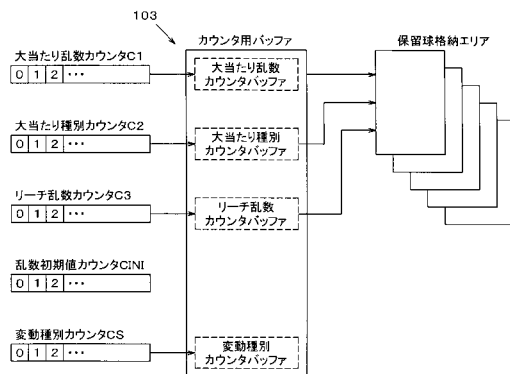 103
カウンタ用バッファ
保留球格納エリア
大当たり乱数カウンタC1
0 1 2 ・・・
大当たり乱数
カウンタバッファ
大当たり種別カウンタC2
0 1 2 ・・・
大当たり種別
カウンタバッファ
リーチ乱数カウンタC3
0 1 2 ・・・
リーチ乱数
カウンタバッファ
乱数初期値カウンタCINI
0 1 2 ・・・
変動種別カウンタCS
0 1 2 ・・・
変動種別
カウンタバッファ